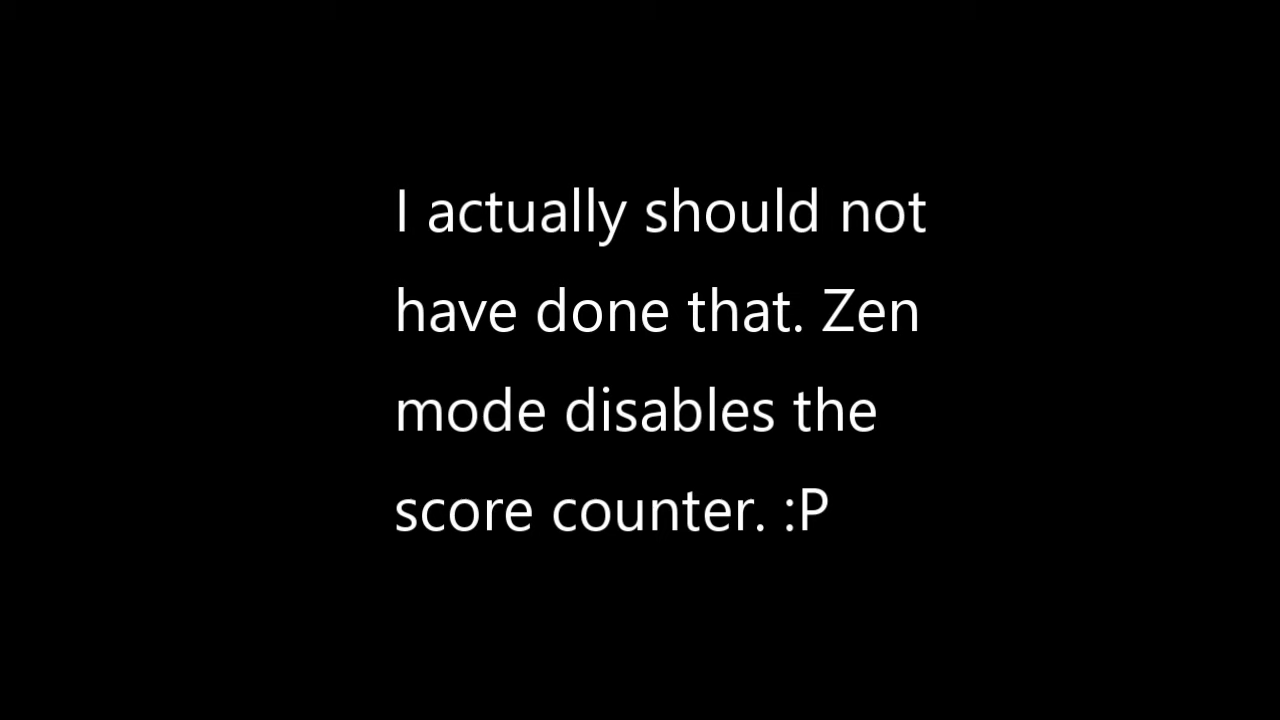 I actually should not
have done that. Zen
mode disables the
score counter. :P